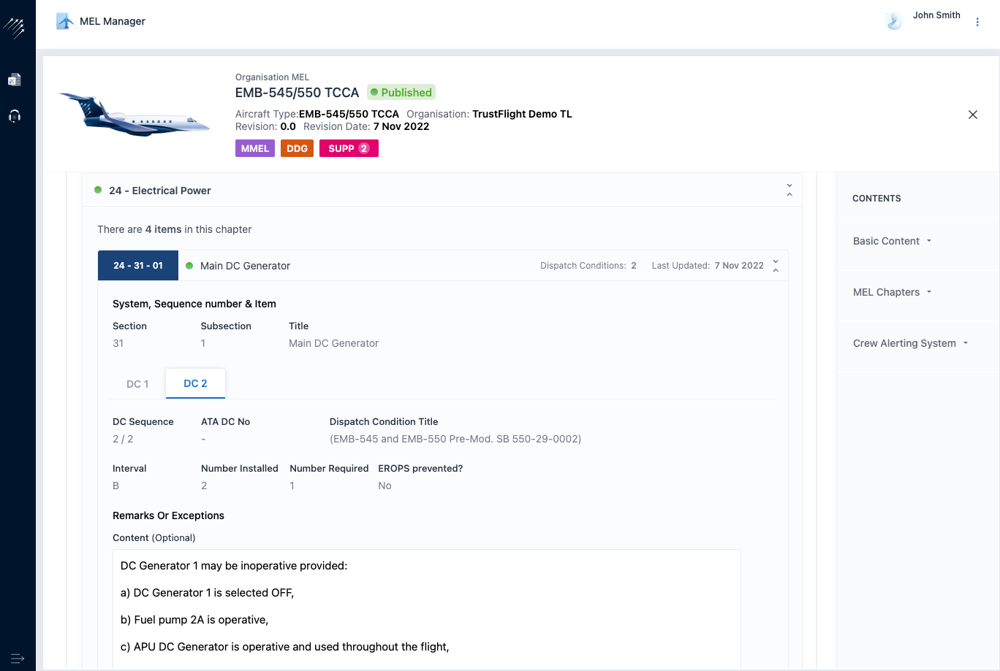 MEL Manager
John Smith
Organisation MEL
EMB-545/550 TCCA Published
Aircraft Type:EMB-545/550 TCCA Organisation: TrustFlight Demo TL
Revision: 0.0 Revision Date: 7 Nov 2022
MMEL DDG SUPP 2
24 - Electrical Power
There are 4 items in this chapter
24 - 31 - 01 Main DC Generator Dispatch Conditions: 2 Last Updated: 7 Nov 2022
System, Sequence number & Item
Section Subsection Title
31 1 Main DC Generator
DC 1 DC 2
DC Sequence ATA DC No Dispatch Condition Title
2 / 2 - (EMB-545 and EMB-550 Pre-Mod. SB 550-29-0002)
Interval Number Installed Number Required EROPS prevented?
B 2 1 No
Remarks Or Exceptions
Content (Optional)
DC Generator 1 may be inoperative provided:
a) DC Generator 1 is selected OFF,
b) Fuel pump 2A is operative,
c) APU DC Generator is operative and used throughout the flight,
CONTENTS
Basic Content
MEL Chapters
Crew Alerting System